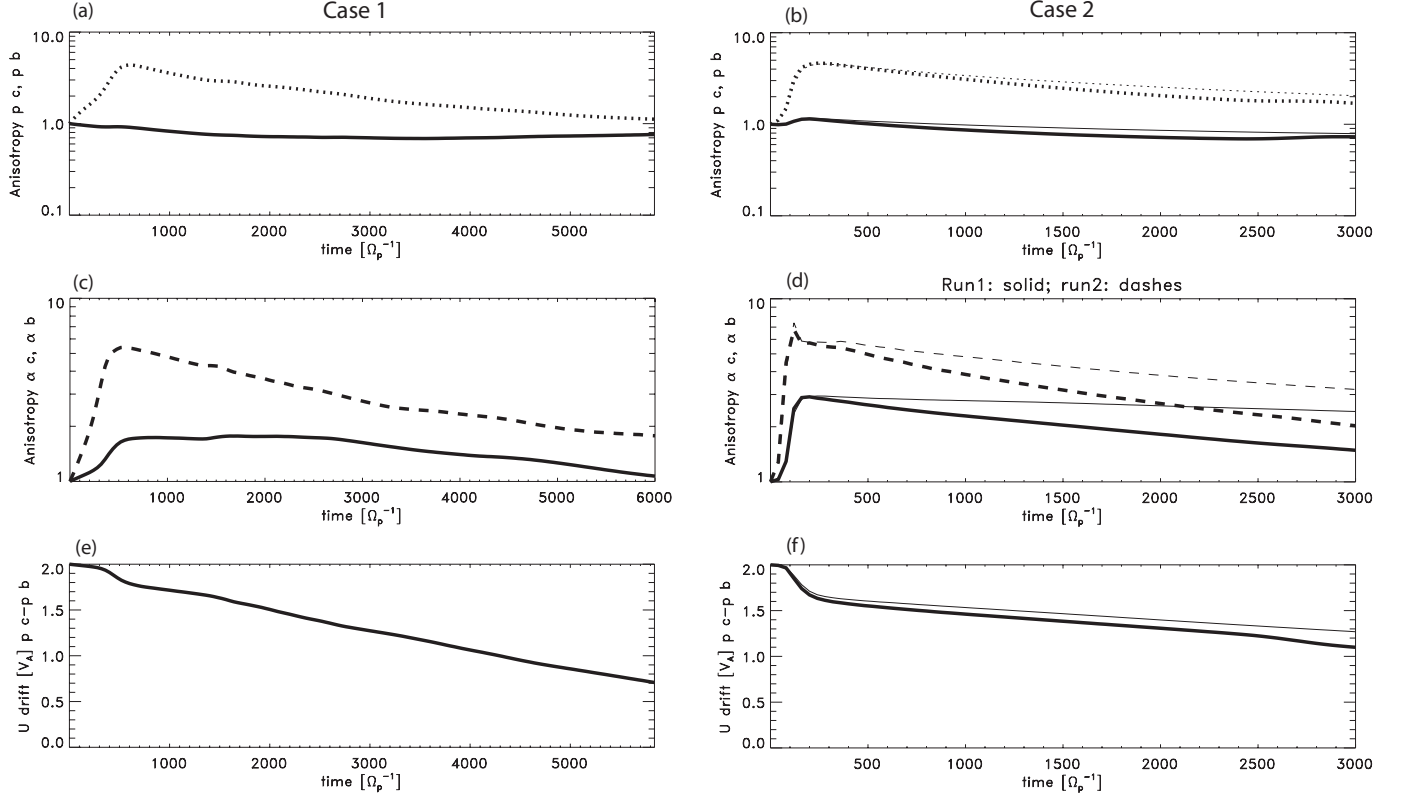 Case 1
Case 2
(a)
(b)
10.0
1.0
0.1
Anisotropy p c, p b
1000 2000 3000 4000 5000
time [Ωp⁻¹]
10.0
1.0
0.1
Anisotropy p c, p b
500 1000 1500 2000 2500 3000
time [Ωp⁻¹]
(c)
(d)
Run1: solid; run2: dashes
10
1
Anisotropy α c, α b
1000 2000 3000 4000 5000 6000
time [Ωp⁻¹]
10
1
Anisotropy α c, α b
500 1000 1500 2000 2500 3000
time [Ωp⁻¹]
(e)
(f)
2.0
1.5
1.0
0.5
0.0
U drift [VA] p c-p b
1000 2000 3000 4000 5000
time [Ωp⁻¹]
2.0
1.5
1.0
0.5
0.0
U drift [VA] p c-p b
500 1000 1500 2000 2500 3000
time [Ωp⁻¹]